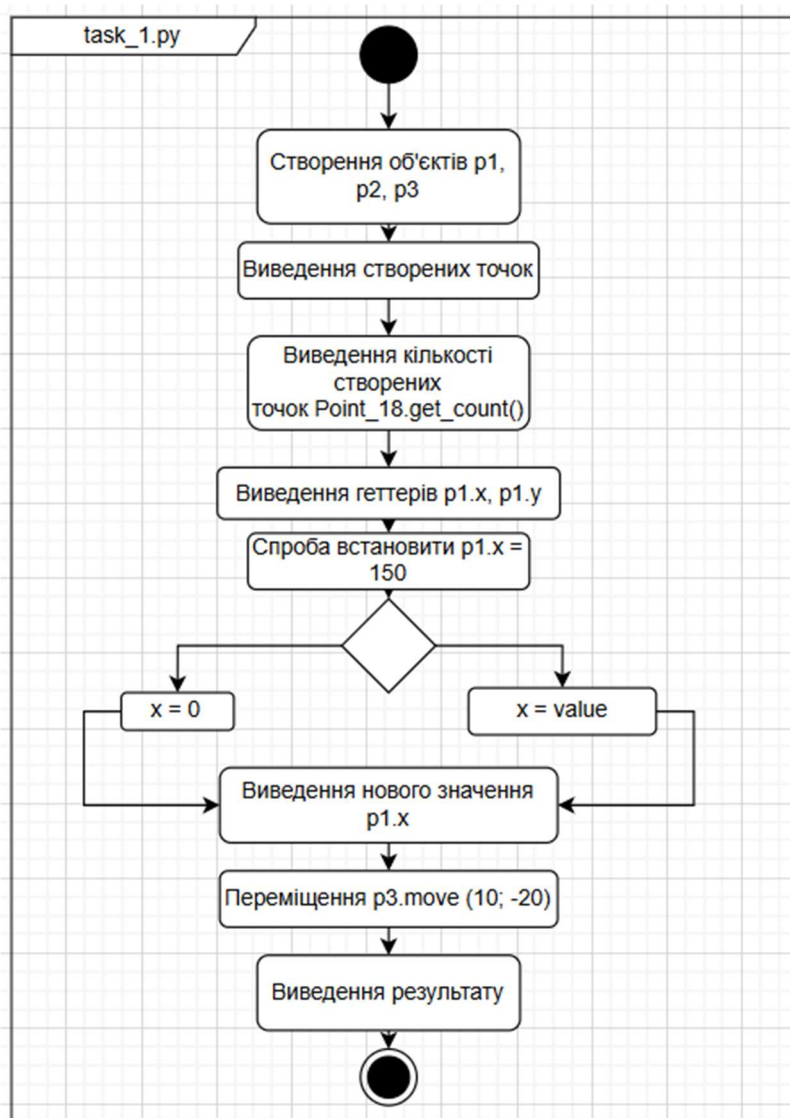 task_1.py
Створення об'єктів p1,
p2, p3
Виведення створених точок
Виведення кількості
створених
точок Point_18.get_count()
Виведення геттерів p1.x, p1.y
Спроба встановити p1.x =
150
x = 0
x = value
Виведення нового значення
p1.x
Переміщення p3.move (10; -20)
Виведення результату